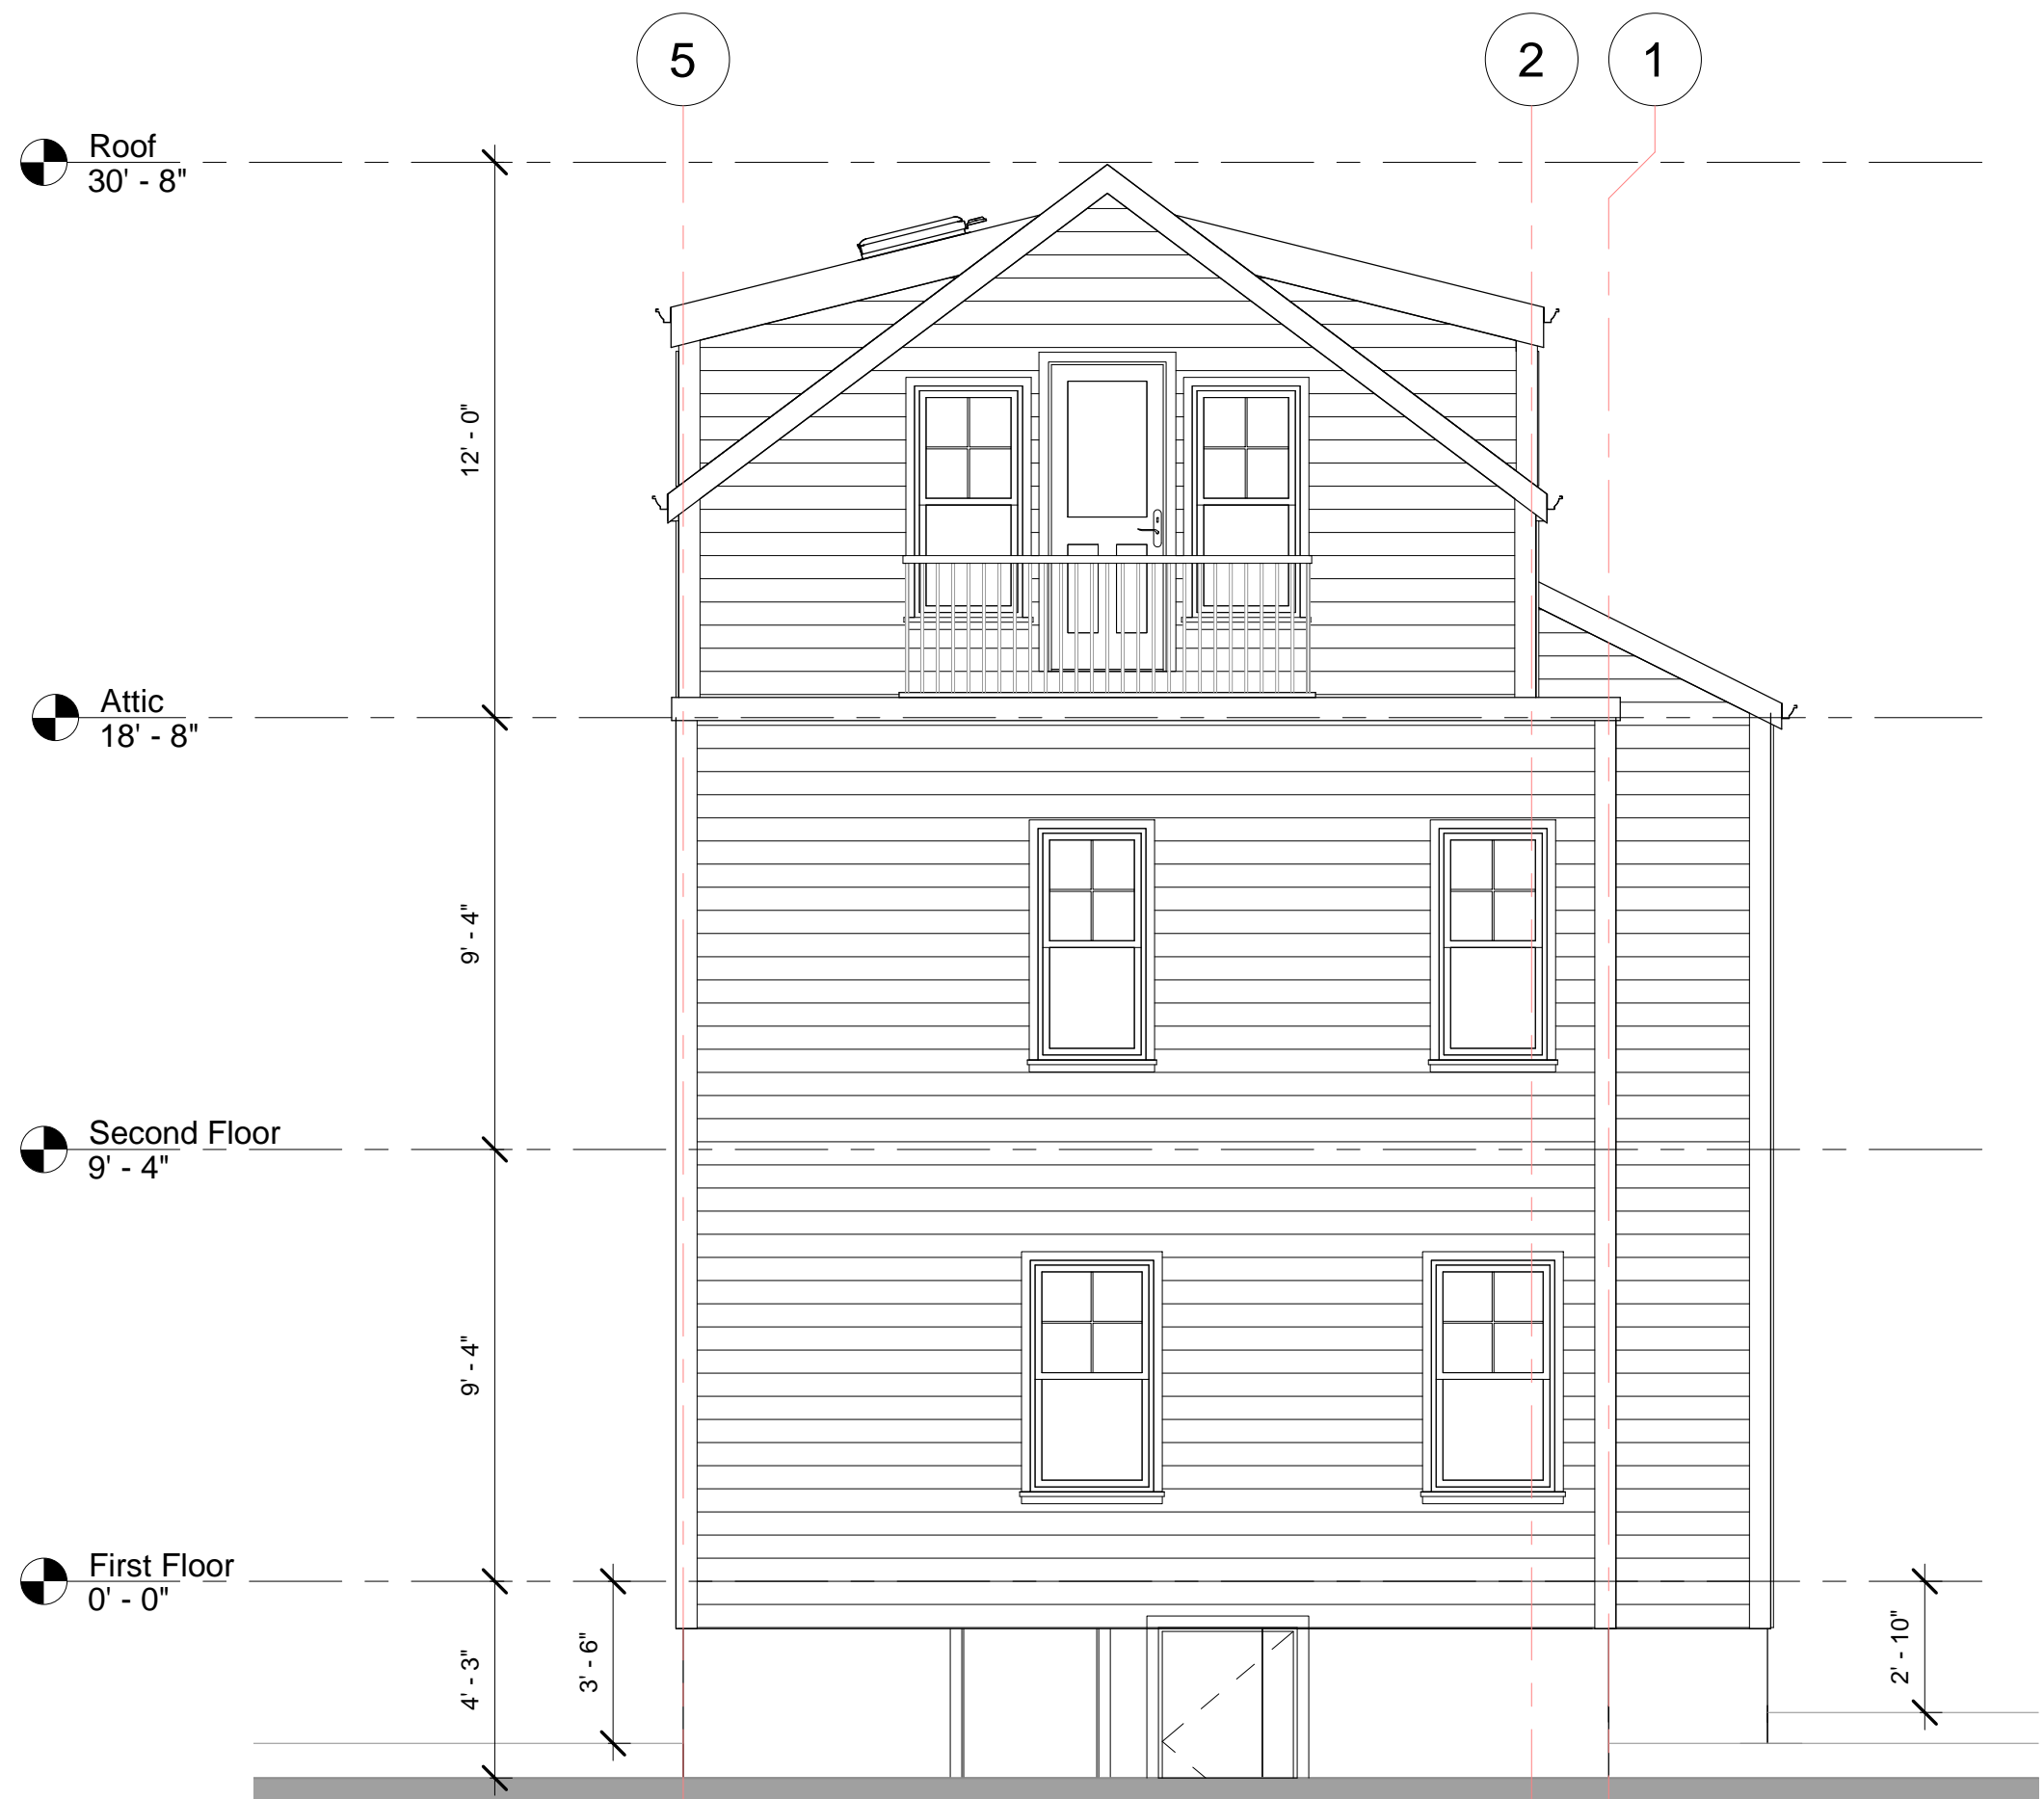 5
2
1
Roof
30' - 8"
12' - 0"
Attic
18' - 8"
9' - 4"
Second Floor
9' - 4"
9' - 4"
First Floor
0' - 0"
4' - 3"
3' - 6"
2' - 10"